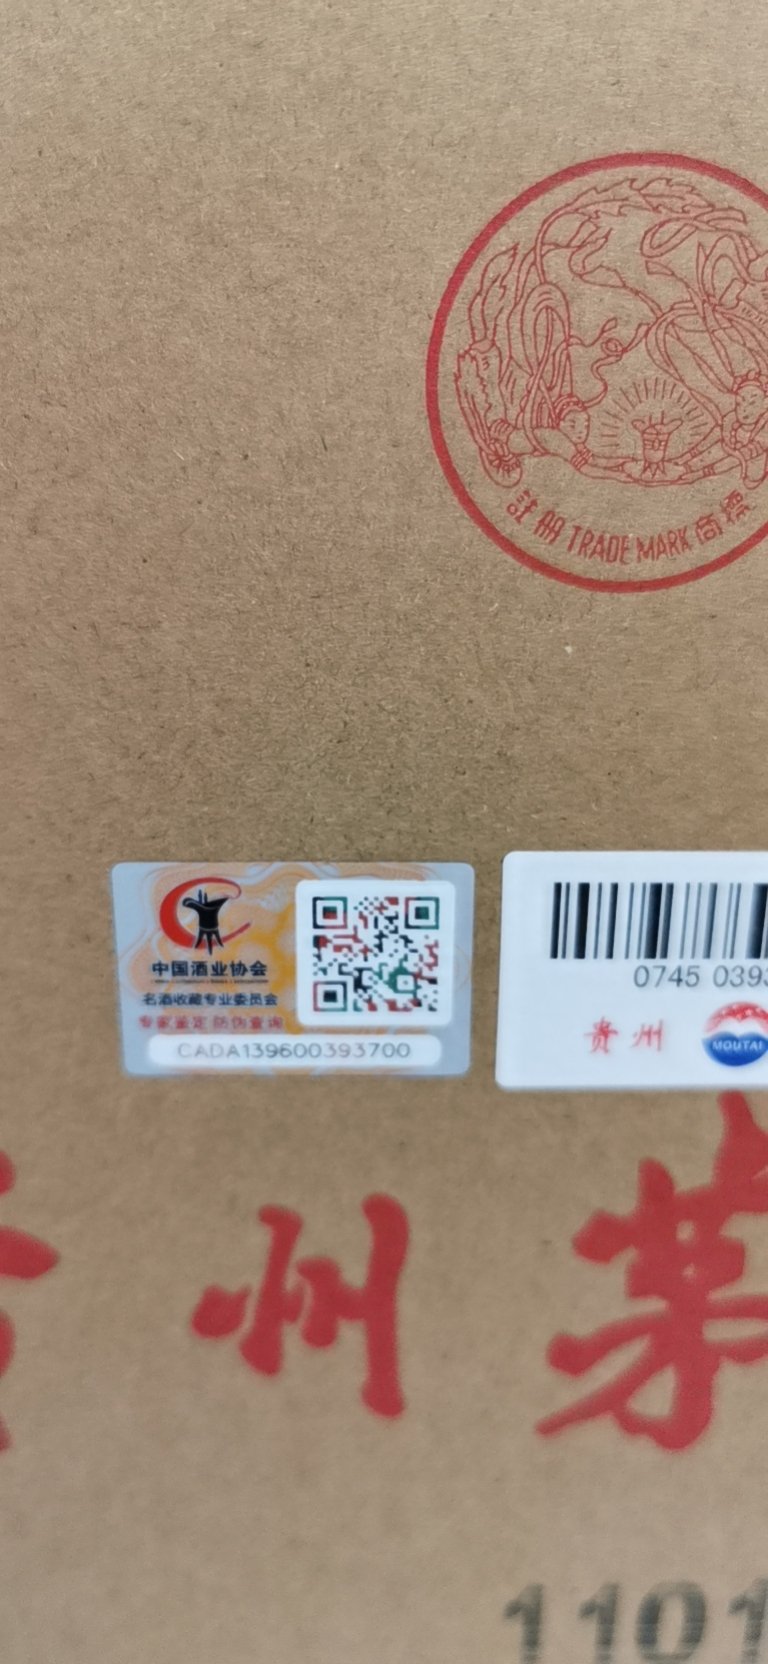 註册 TRADE MARK 商標
中国酒业协会
名酒收藏专业委员会
专家鉴定 防伪查询
CADA139600393700
0745 0393
贵州
MOUTAI
州 茅
1101